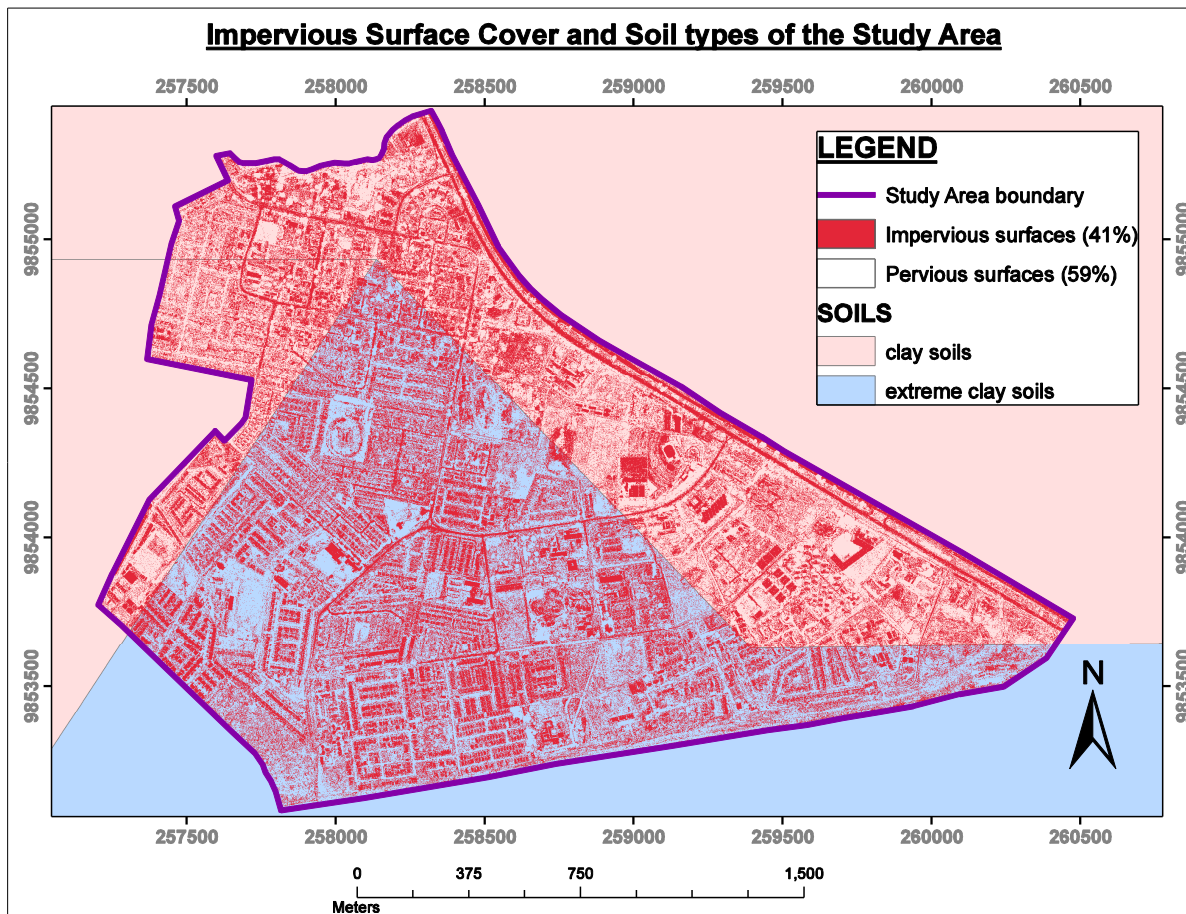 Impervious Surface Cover and Soil types of the Study Area
257500 258000 258500 259000 259500 260000 260500
LEGEND
Study Area boundary
Impervious surfaces (41%)
Pervious surfaces (59%)
SOILS
clay soils
extreme clay soils
9855000 9855000
9854500 9854500
9854000 9854000
9853500 9853500
N
257500 258000 258500 259000 259500 260000 260500
0 375 750 1,500
Meters